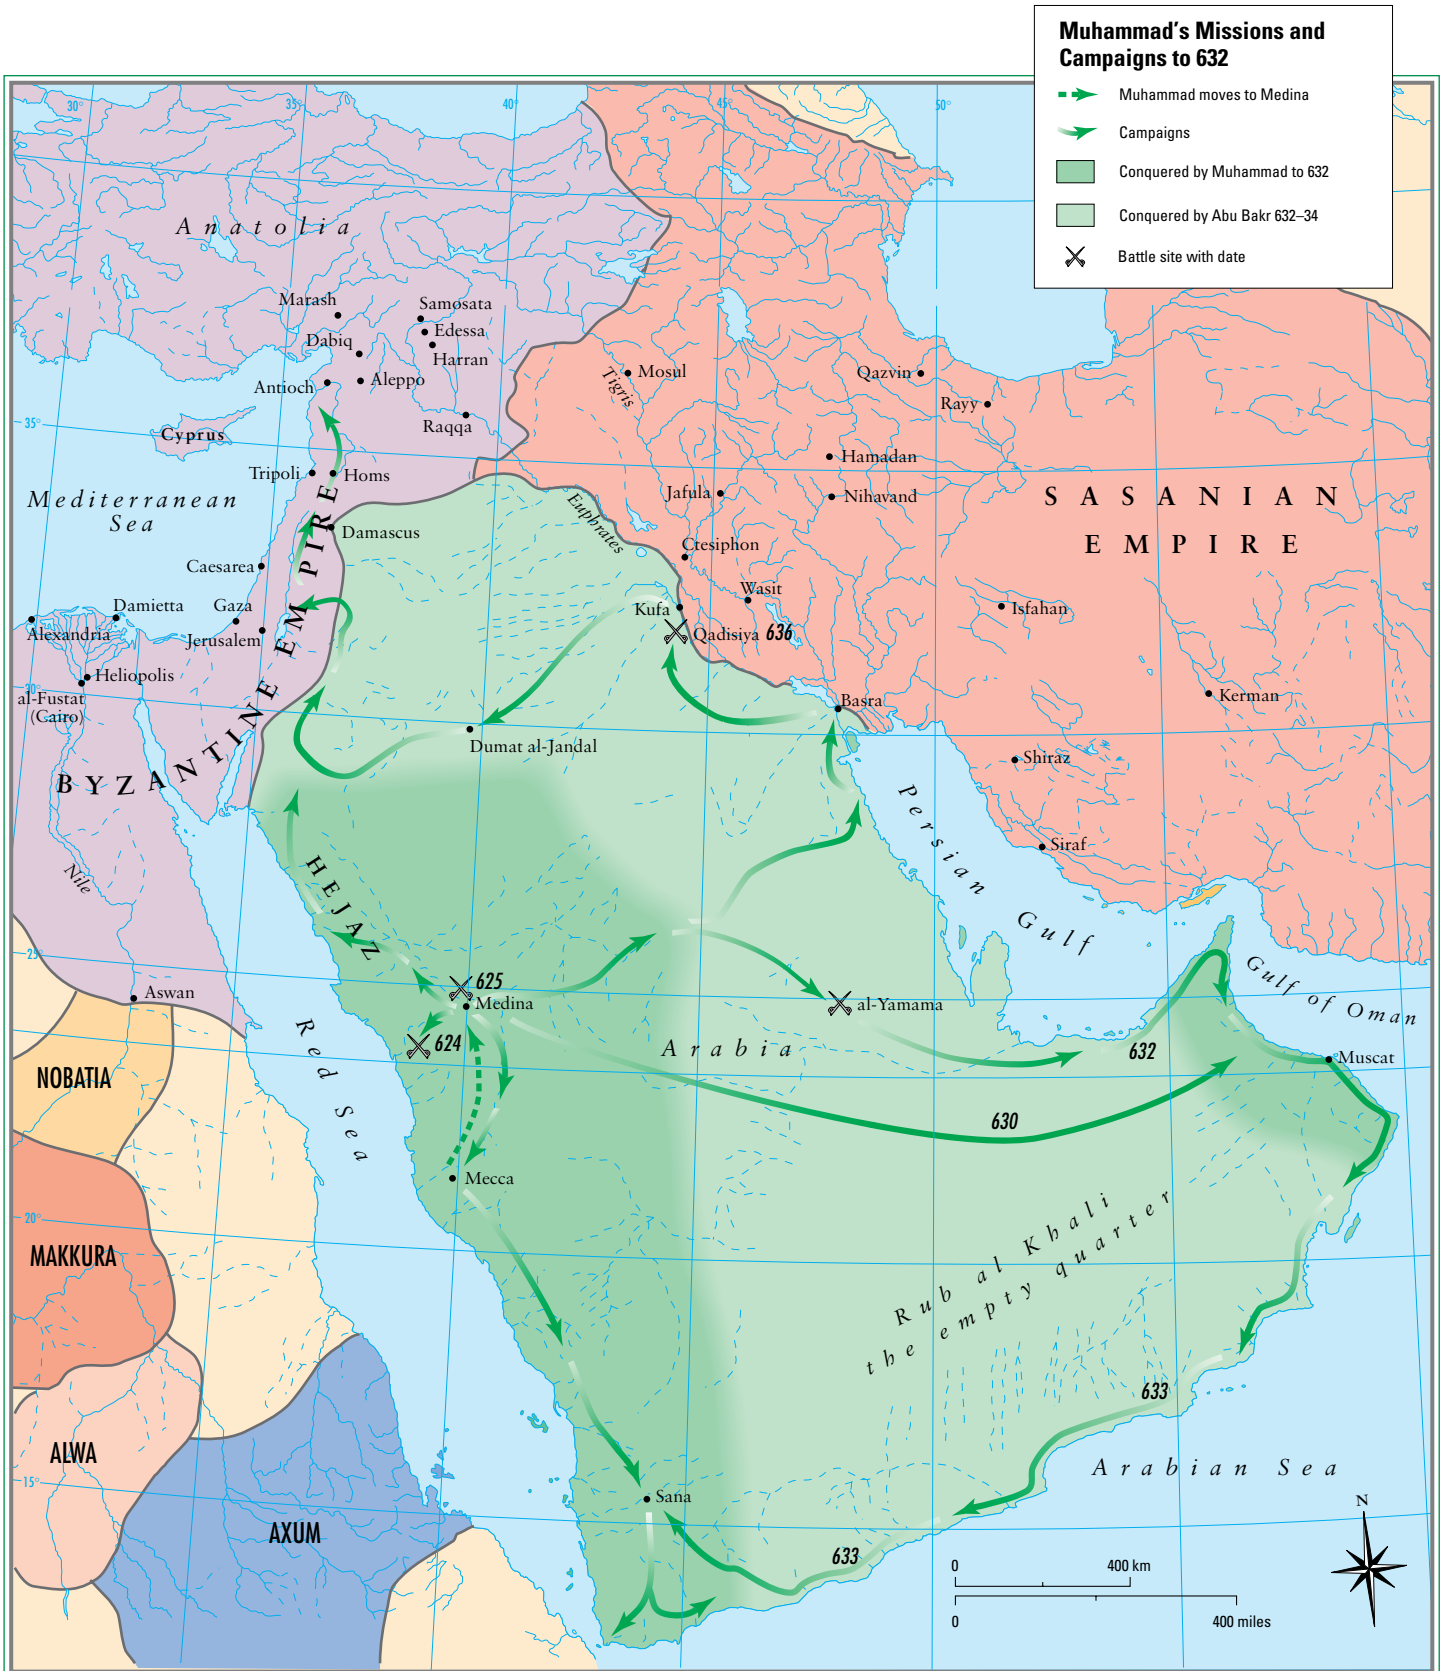 Muhammad's Missions and
Campaigns to 632
Muhammad moves to Medina
Campaigns
Conquered by Muhammad to 632
Conquered by Abu Bakr 632–34
Battle site with date
30°
35°
40°
45°
50°
Anatolia
Marash
Samosata
Dabiq
Edessa
Harran
Antioch
Aleppo
Mosul
Qazvin
Tigris
Rayy
35°
Cyprus
Raqqa
Hamadan
Tripoli
Homs
Jafula
Nihavand
Mediterranean
Sea
SASANIAN
EMPIRE
Euphrates
Damascus
Ctesiphon
Caesarea
Wasit
Damietta
Gaza
Kufa
Isfahan
Alexandria
Jerusalem
Qadisiya 636
Heliopolis
30°
al-Fustat
(Cairo)
Basra
Kerman
BYZANTINE EMPIRE
Dumat al-Jandal
Shiraz
Persian Gulf
Siraf
Nile
HEJAZ
25°
Gulf of Oman
Aswan
625
Medina
al-Yamama
624
Arabia
632
Muscat
Red Sea
NOBATIA
630
Mecca
20°
MAKKURA
Rub al Khali
the empty quarter
633
ALWA
15°
Arabian Sea
Sana
N
AXUM
633
0
400 km
0
400 miles